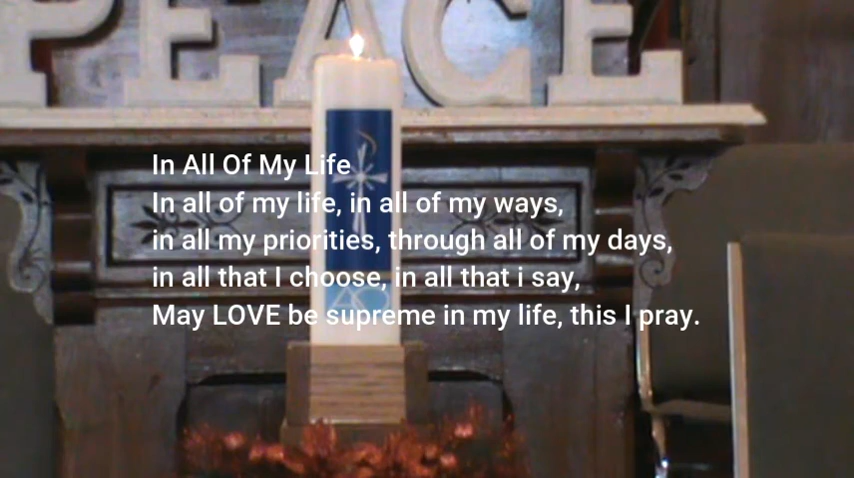 PEACE
In All Of My Life
In all of my life, in all of my ways,
in all my priorities, through all of my days,
in all that I choose, in all that i say,
May LOVE be supreme in my life, this I pray.